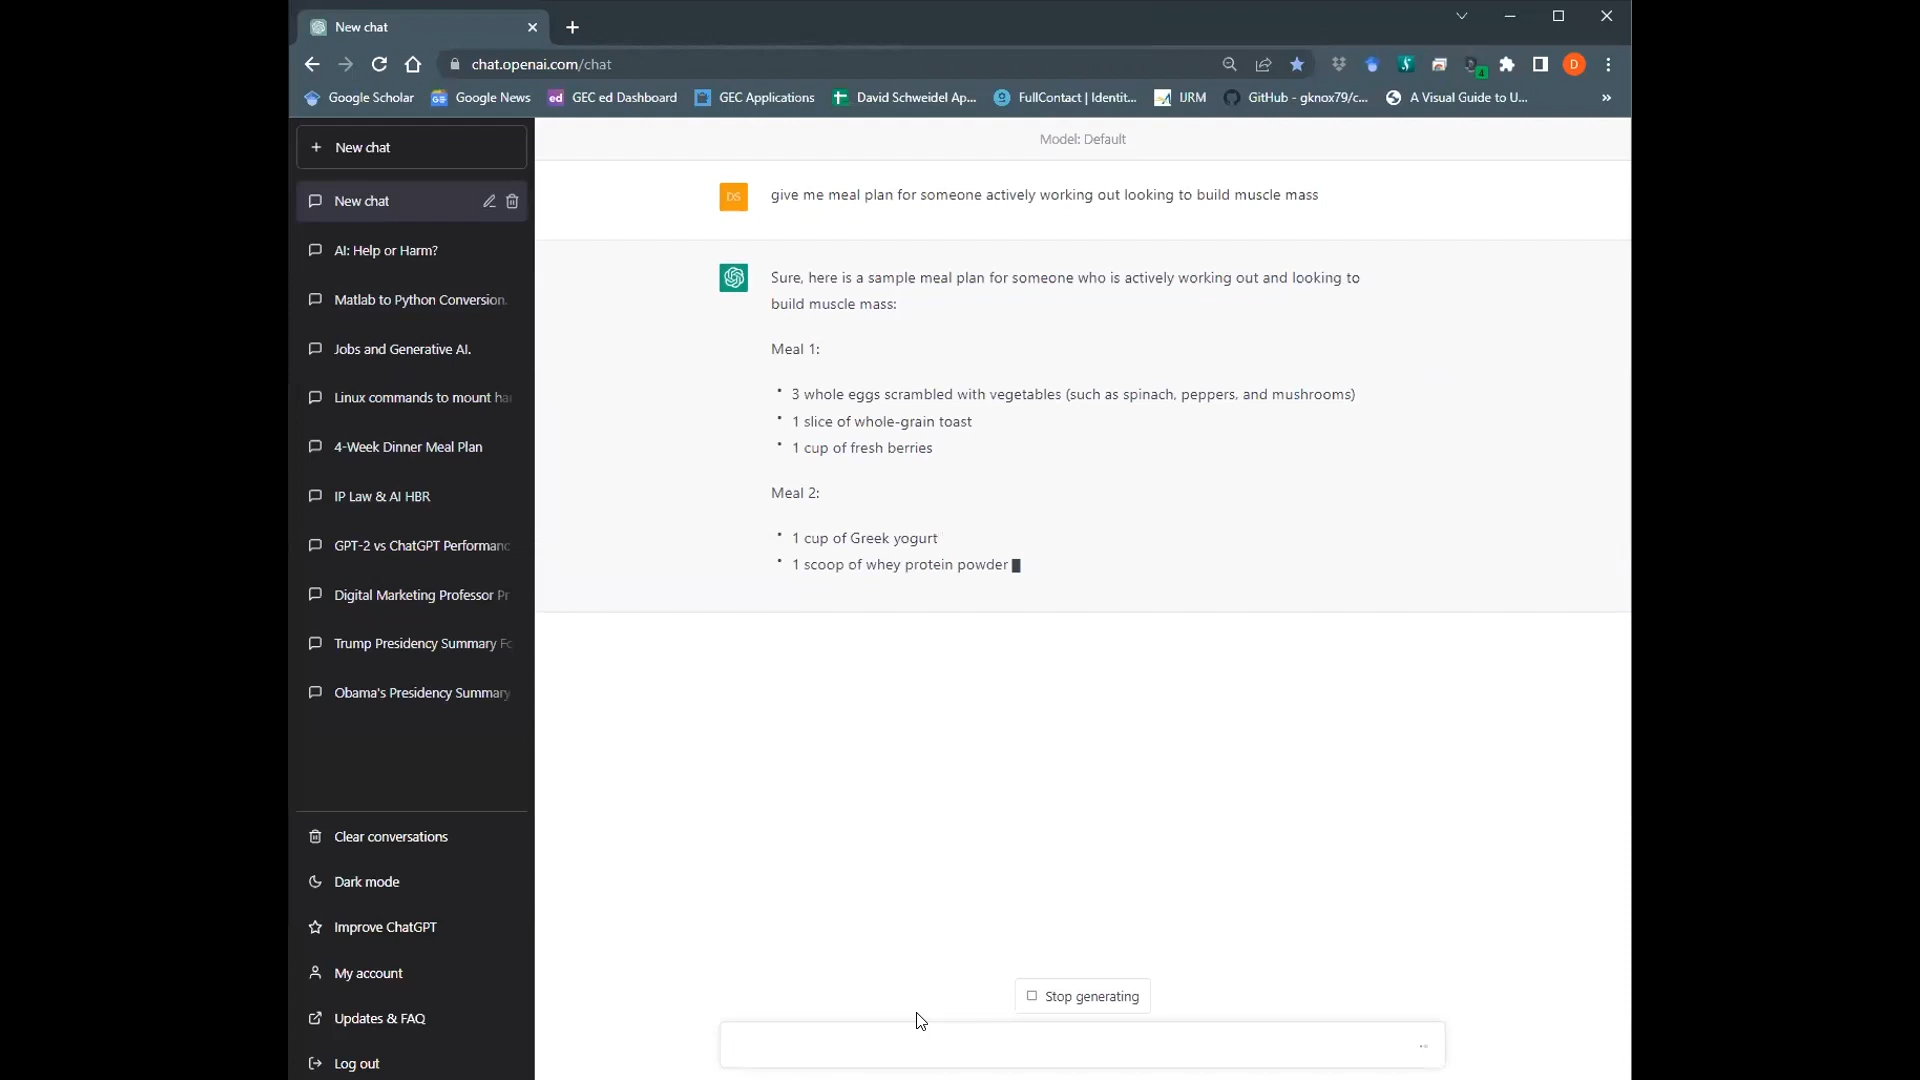 New chat
chat.openai.com/chat
4
D
Google Scholar
Google News
ed GEC ed Dashboard
GEC Applications
David Schweidel Ap...
FullContact | Identit...
IJRM
GitHub - gknox79/c...
A Visual Guide to U...
»
+ New chat
New chat
AI: Help or Harm?
Matlab to Python Conversion.
Jobs and Generative AI.
Linux commands to mount ha
4-Week Dinner Meal Plan
IP Law & AI HBR
GPT-2 vs ChatGPT Performanc
Digital Marketing Professor Pr
Trump Presidency Summary Fo
Obama's Presidency Summary
Clear conversations
Dark mode
Improve ChatGPT
My account
Updates & FAQ
Log out
Model: Default
DS
give me meal plan for someone actively working out looking to build muscle mass
Sure, here is a sample meal plan for someone who is actively working out and looking to
build muscle mass:
Meal 1:
• 3 whole eggs scrambled with vegetables (such as spinach, peppers, and mushrooms)
• 1 slice of whole-grain toast
• 1 cup of fresh berries
Meal 2:
• 1 cup of Greek yogurt
• 1 scoop of whey protein powder
Stop generating